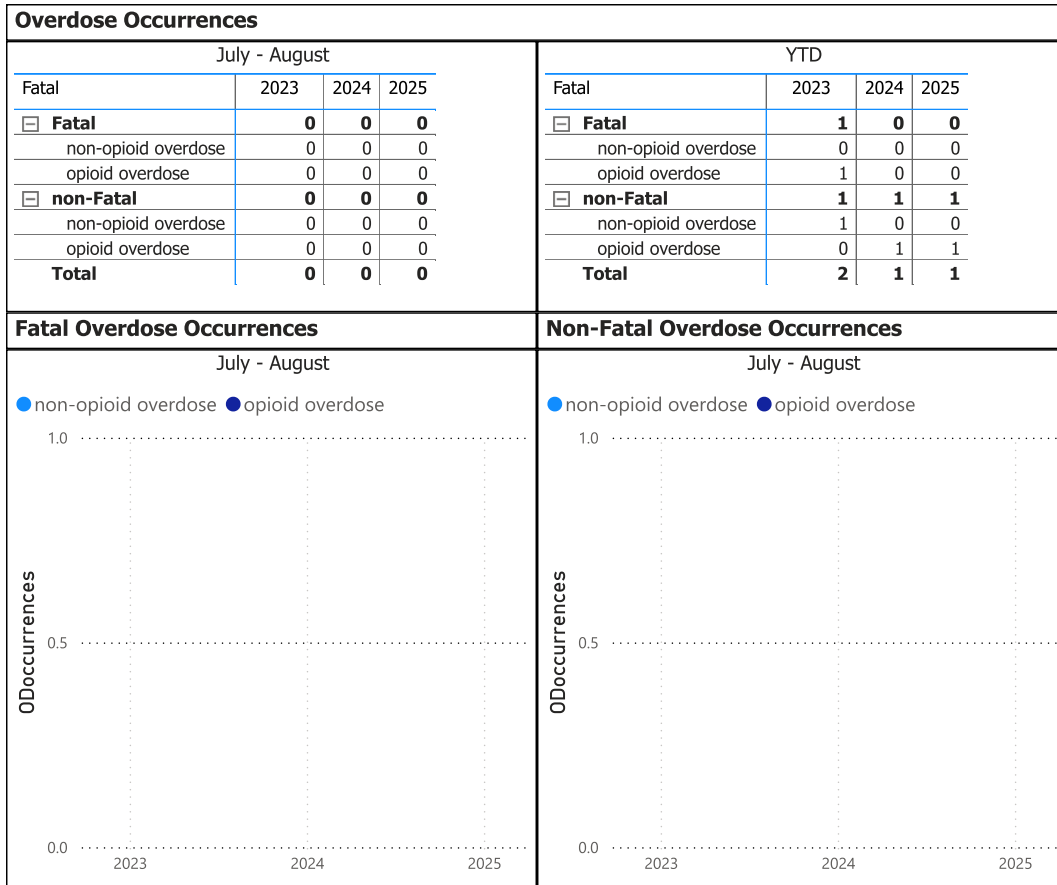 Overdose Occurrences
July - August
Fatal 2023 2024 2025
Fatal 0 0 0
non-opioid overdose 0 0 0
opioid overdose 0 0 0
non-Fatal 0 0 0
non-opioid overdose 0 0 0
opioid overdose 0 0 0
Total 0 0 0
YTD
Fatal 2023 2024 2025
Fatal 1 0 0
non-opioid overdose 0 0 0
opioid overdose 1 0 0
non-Fatal 1 1 1
non-opioid overdose 1 0 0
opioid overdose 0 1 1
Total 2 1 1
Fatal Overdose Occurrences
July - August
non-opioid overdose opioid overdose
1.0
0.5
0.0
ODoccurrences
2023 2024 2025
Non-Fatal Overdose Occurrences
July - August
non-opioid overdose opioid overdose
1.0
0.5
0.0
ODoccurrences
2023 2024 2025